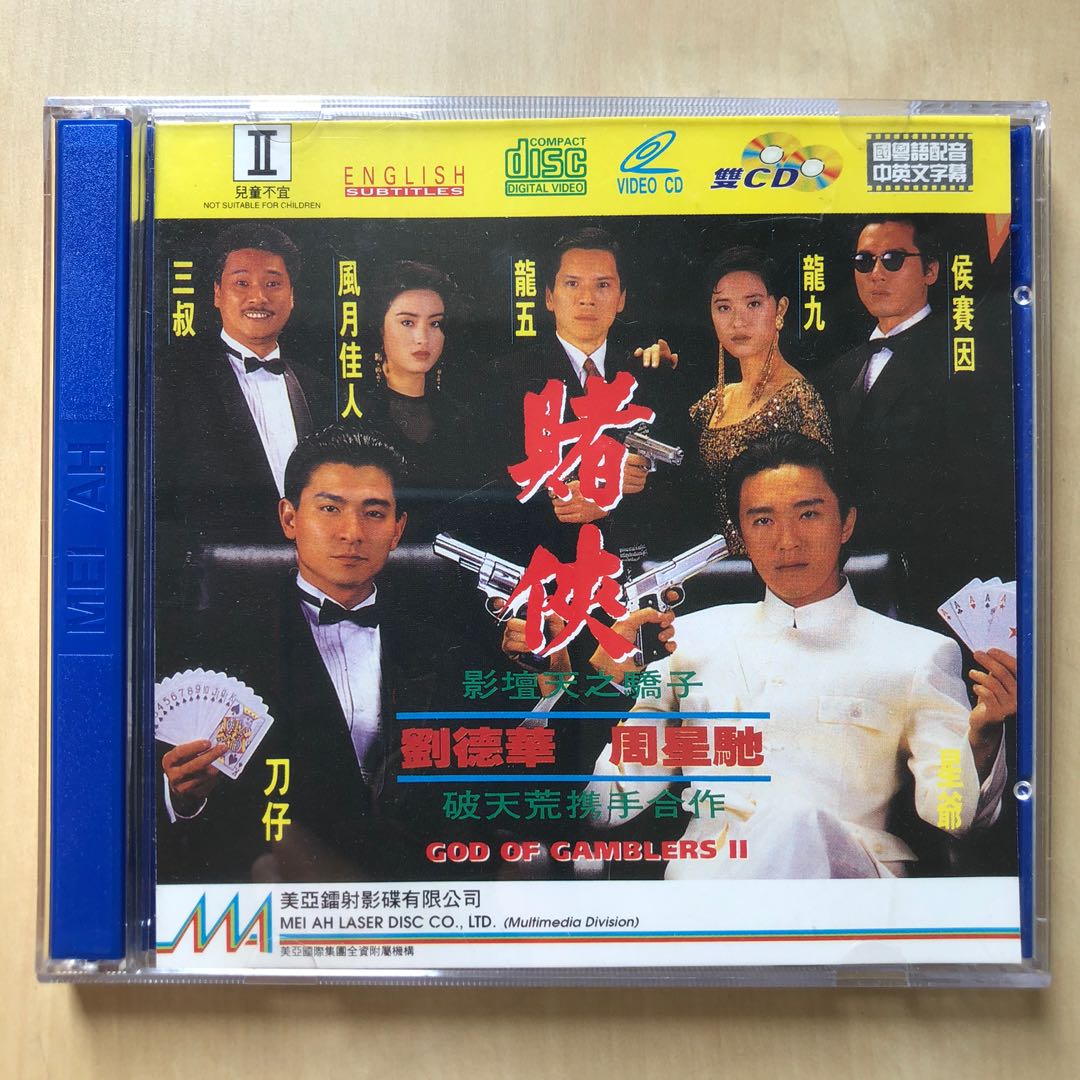 II
兒童不宜
NOT SUITABLE FOR CHILDREN
ENGLISH
SUBTITLES
COMPACT
disc
DIGITAL VIDEO
VIDEO CD
雙CD
國粵語配音
中英文字幕
三叔
風月佳人
龍五
龍九
侯賽因
賭俠
影壇天之驕子
劉德華 周星馳
破天荒携手合作
GOD OF GAMBLERS II
刀仔
星爺
MEI AH
美亞鐳射影碟有限公司
MEI AH LASER DISC CO., LTD. (Multimedia Division)
美亞國際集團全資附屬機構